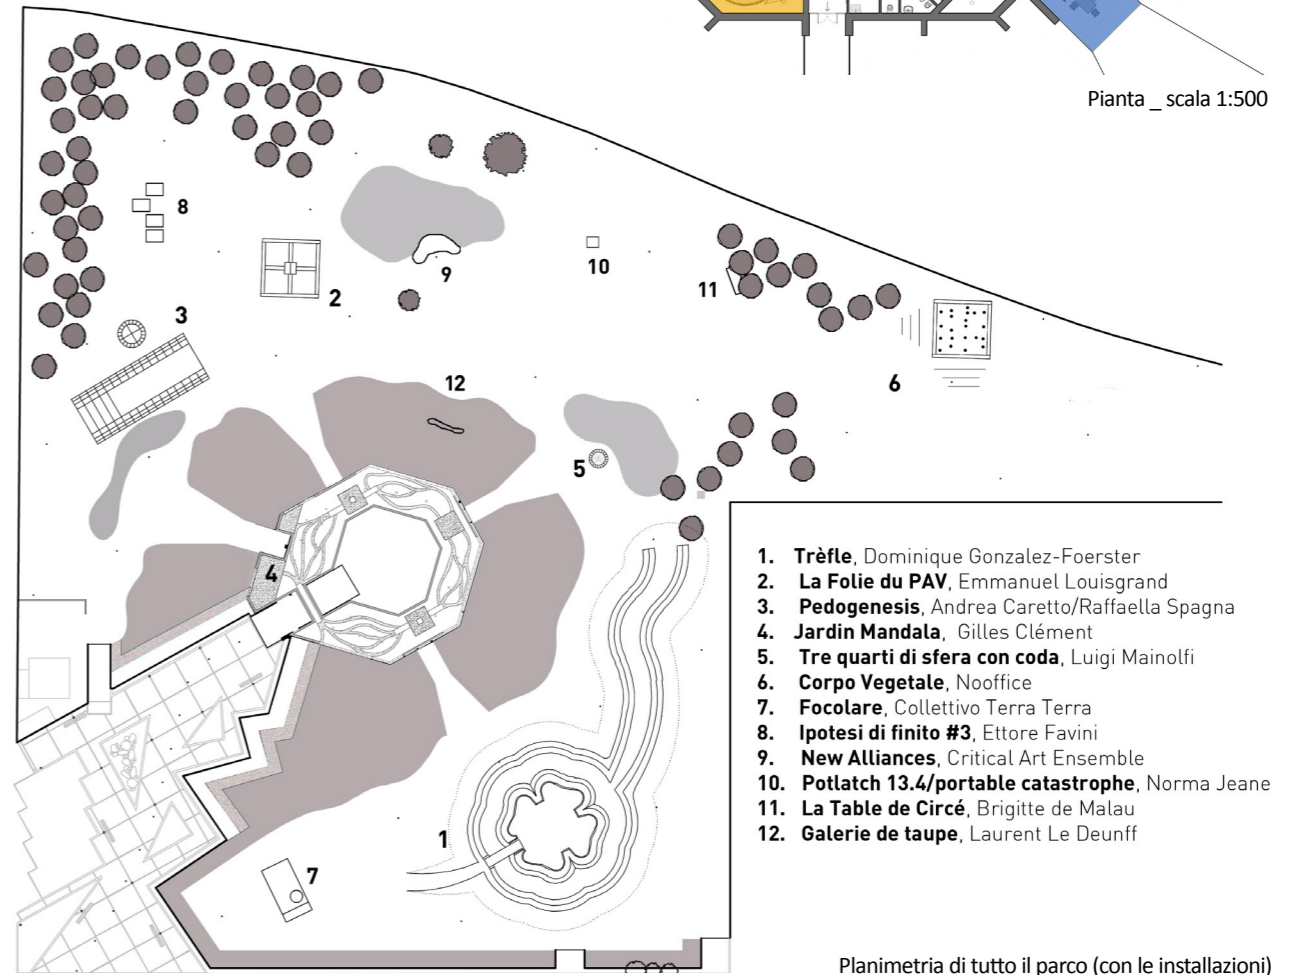 Pianta _ scala 1:500
8
9
10
11
2
3
6
12
5
4
1
7
1. Trèfle, Dominique Gonzalez-Foerster
2. La Folie du PAV, Emmanuel Louisgrand
3. Pedogenesis, Andrea Caretto/Raffaella Spagna
4. Jardin Mandala, Gilles Clément
5. Tre quarti di sfera con coda, Luigi Mainolfi
6. Corpo Vegetale, Nooffice
7. Focolare, Collettivo Terra Terra
8. Ipotesi di finito #3, Ettore Favini
9. New Alliances, Critical Art Ensemble
10. Potlatch 13.4/portable catastrophe, Norma Jeane
11. La Table de Circé, Brigitte de Malau
12. Galerie de taupe, Laurent Le Deunff
Planimetria di tutto il parco (con le installazioni)